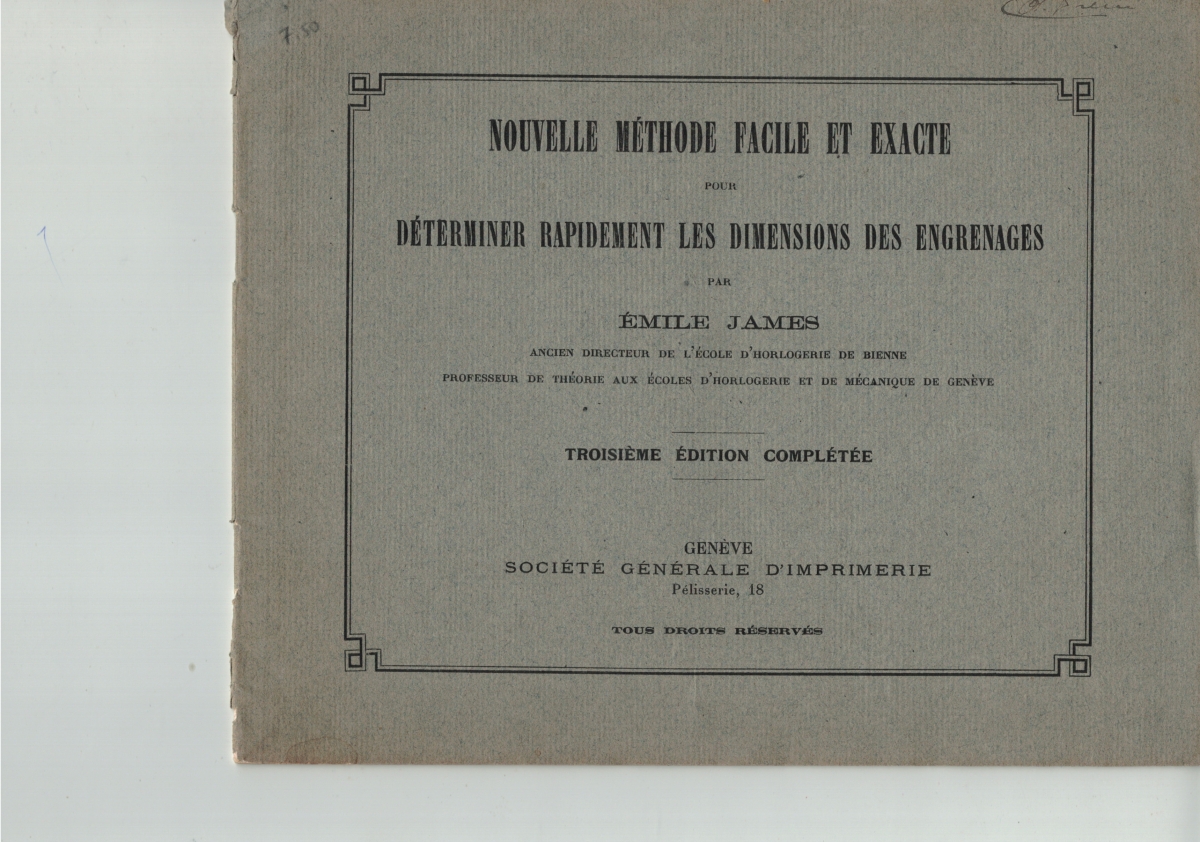 7.50
NOUVELLE MÉTHODE FACILE ET EXACTE
POUR
DÉTERMINER RAPIDEMENT LES DIMENSIONS DES ENGRENAGES
PAR
ÉMILE JAMES
ANCIEN DIRECTEUR DE L'ÉCOLE D'HORLOGERIE DE BIENNE
PROFESSEUR DE THÉORIE AUX ÉCOLES D'HORLOGERIE ET DE MÉCANIQUE DE GENÈVE
TROISIÈME ÉDITION COMPLÉTÉE
GENÈVE
SOCIÉTÉ GÉNÉRALE D'IMPRIMERIE
Pélisserie, 18
TOUS DROITS RÉSERVÉS